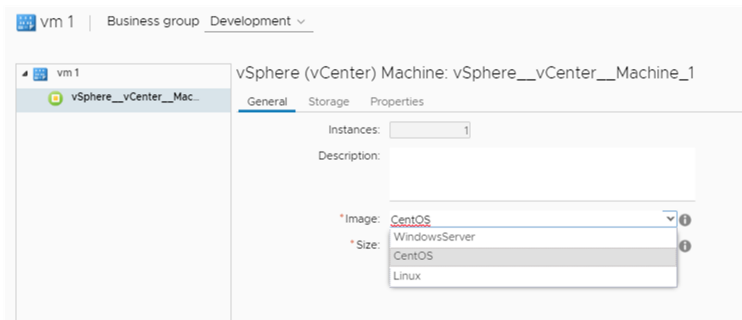 vm 1 | Business group Development
vm 1
vSphere__vCenter__Mac...
vSphere (vCenter) Machine: vSphere__vCenter__Machine_1
General Storage Properties
Instances: 1
Description:
*Image: CentOS
WindowsServer
*Size:
CentOS
Linux